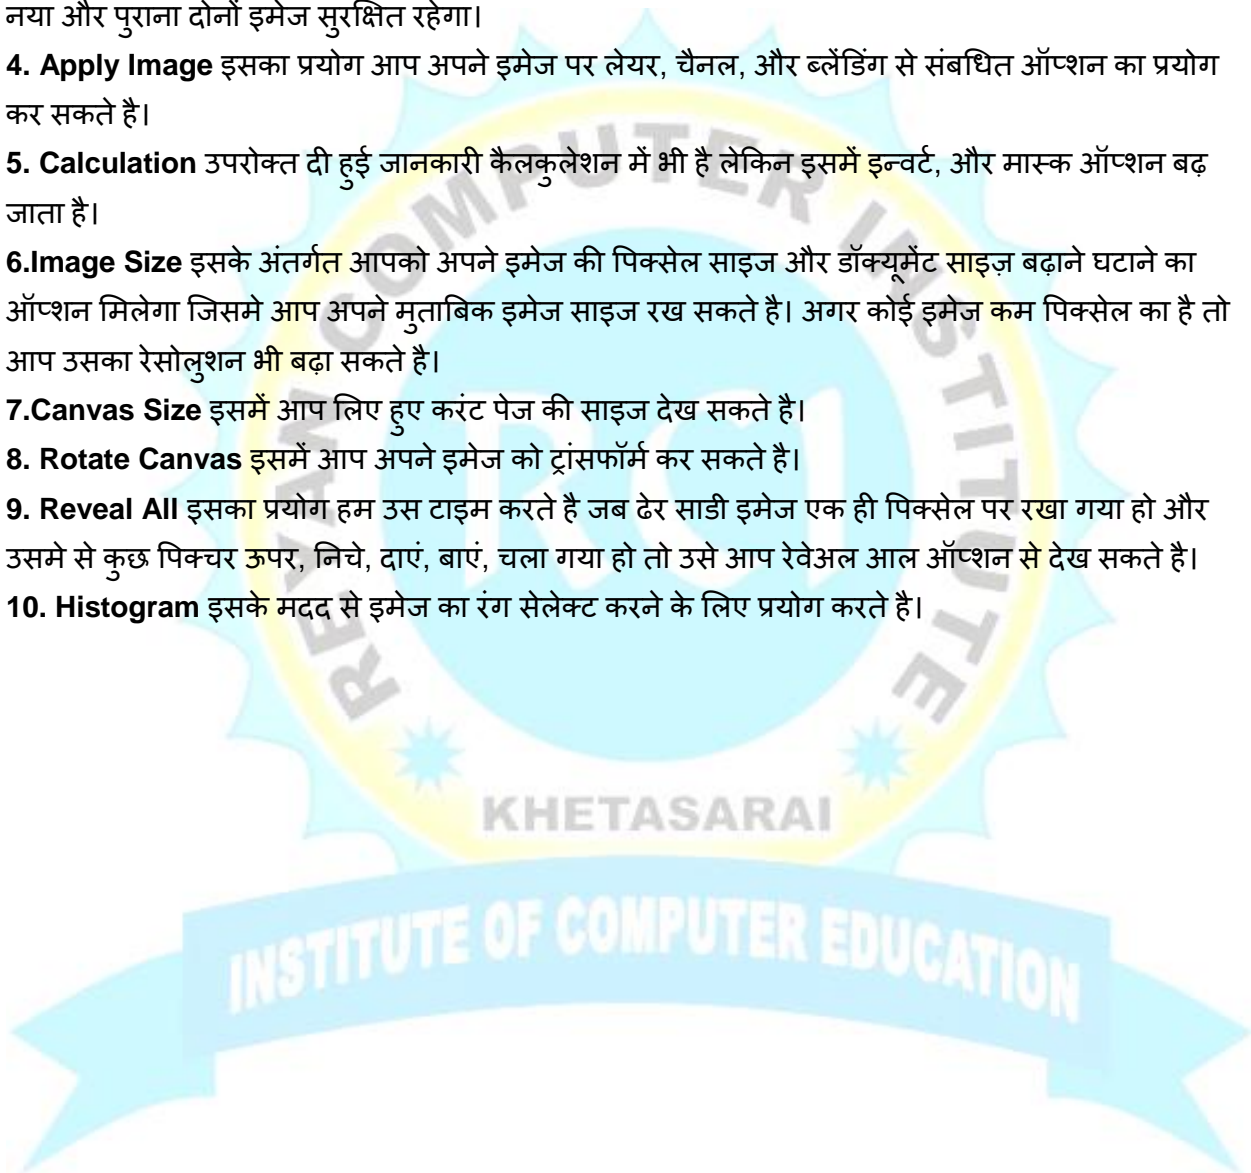 नया और पुराना दोनों इमेज सुरक्षित रहेगा।
4. Apply Image इसका प्रयोग आप अपने इमेज पर लेयर, चैनल, और ब्लेंडिंग से संबधित ऑप्शन का प्रयोग
कर सकते है।
5. Calculation उपरोक्त दी हुई जानकारी कैलकुलेशन में भी है लेकिन इसमें इन्वर्ट, और मास्क ऑप्शन बढ़
जाता है।
6.Image Size इसके अंतर्गत आपको अपने इमेज की पिक्सेल साइज और डॉक्यूमेंट साइज़ बढ़ाने घटाने का
ऑप्शन मिलेगा जिसमे आप अपने मुताबिक इमेज साइज रख सकते है। अगर कोई इमेज कम पिक्सेल का है तो
आप उसका रेसोलुशन भी बढ़ा सकते है।
7.Canvas Size इसमें आप लिए हुए करंट पेज की साइज देख सकते है।
8. Rotate Canvas इसमें आप अपने इमेज को ट्रांसफॉर्म कर सकते है।
9. Reveal All इसका प्रयोग हम उस टाइम करते है जब ढेर साडी इमेज एक ही पिक्सेल पर रखा गया हो और
उसमे से कुछ पिक्चर ऊपर, निचे, दाएं, बाएं, चला गया हो तो उसे आप रेवेअल आल ऑप्शन से देख सकते है।
10. Histogram इसके मदद से इमेज का रंग सेलेक्ट करने के लिए प्रयोग करते है।
REYAN COMPUTER INSTITUTE
RCI
KHETASARAI
INSTITUTE OF COMPUTER EDUCATION